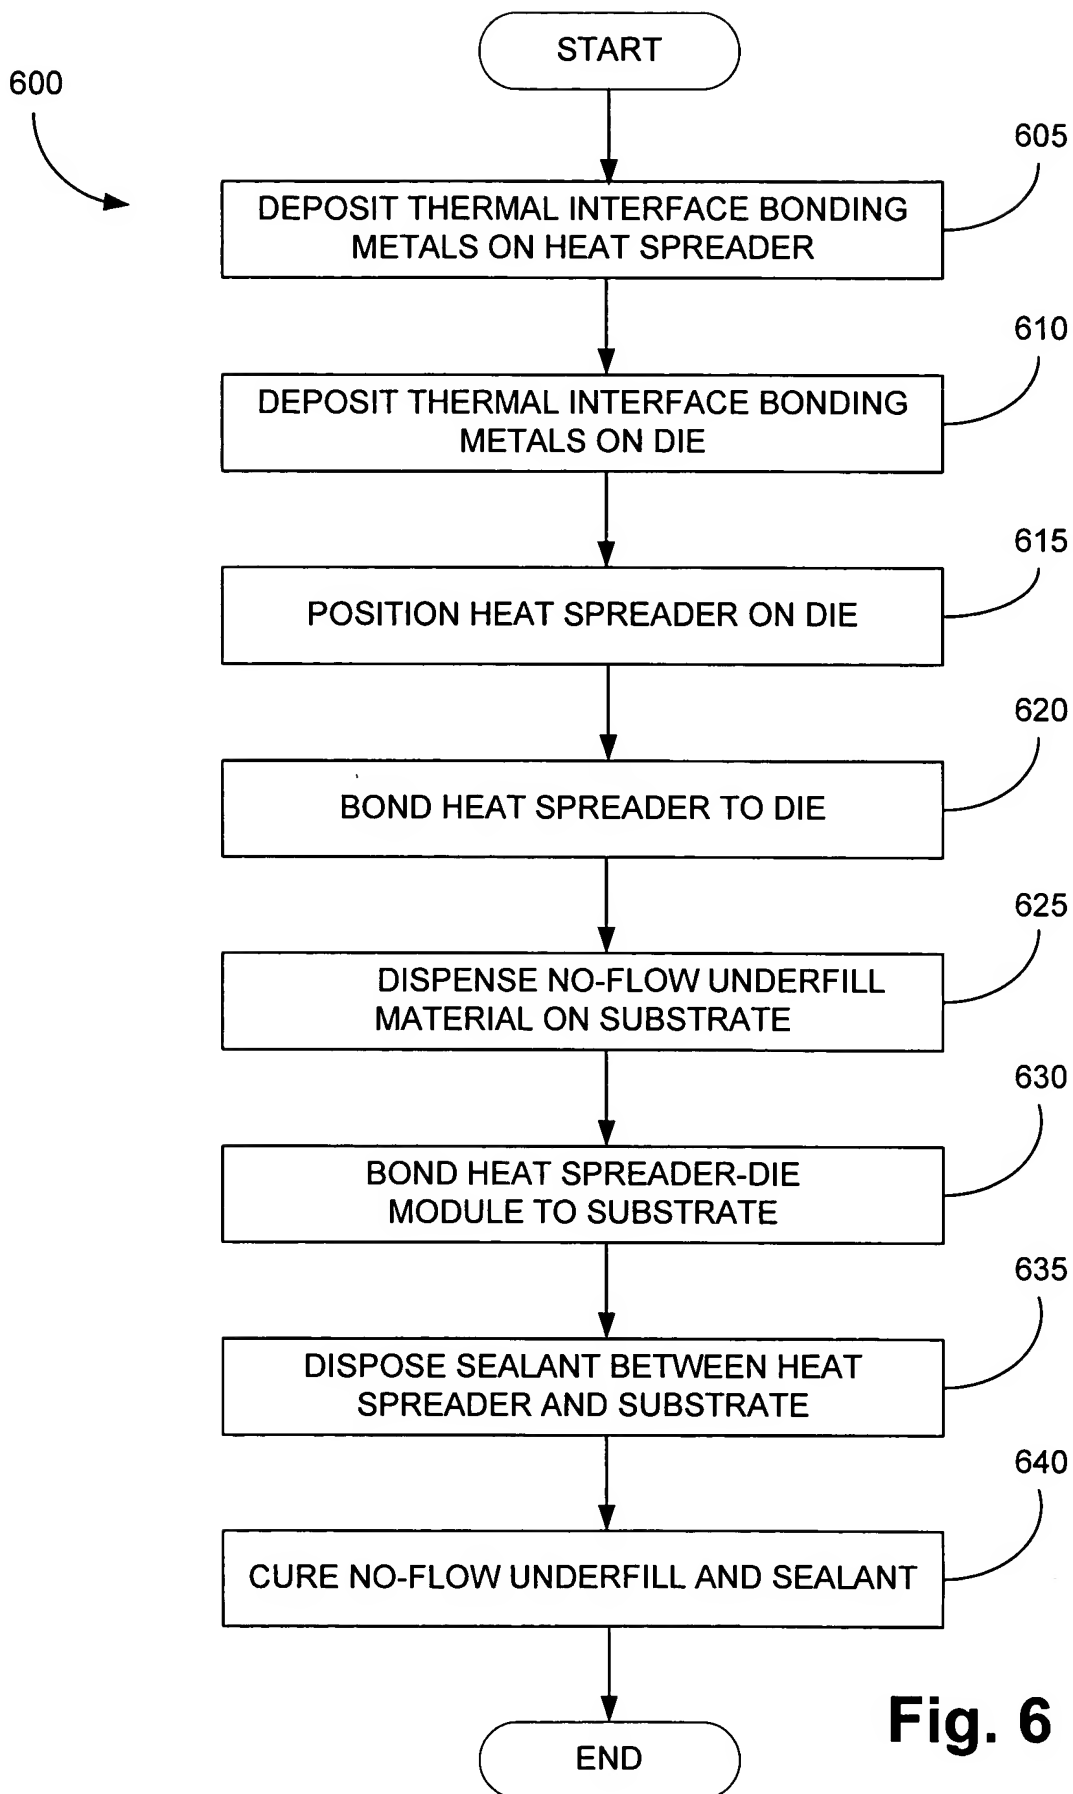 START
600
605
DEPOSIT THERMAL INTERFACE BONDING
METALS ON HEAT SPREADER
610
DEPOSIT THERMAL INTERFACE BONDING
METALS ON DIE
615
POSITION HEAT SPREADER ON DIE
620
BOND HEAT SPREADER TO DIE
625
DISPENSE NO-FLOW UNDERFILL
MATERIAL ON SUBSTRATE
630
BOND HEAT SPREADER-DIE
MODULE TO SUBSTRATE
635
DISPOSE SEALANT BETWEEN HEAT
SPREADER AND SUBSTRATE
640
CURE NO-FLOW UNDERFILL AND SEALANT
Fig. 6
END